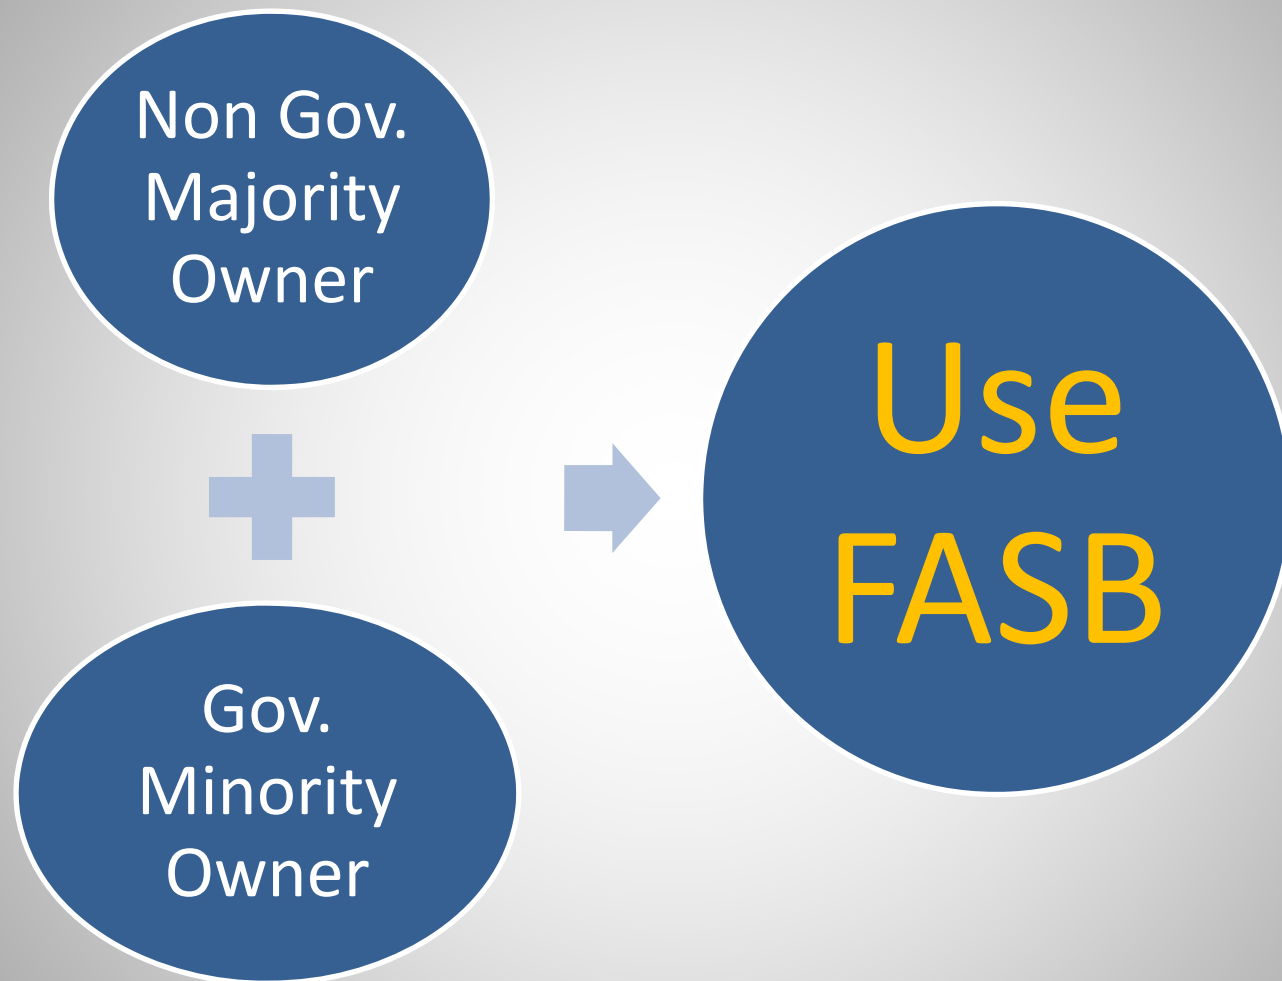 Non Gov.
Majority
Owner
Gov.
Minority
Owner
Use
FASB